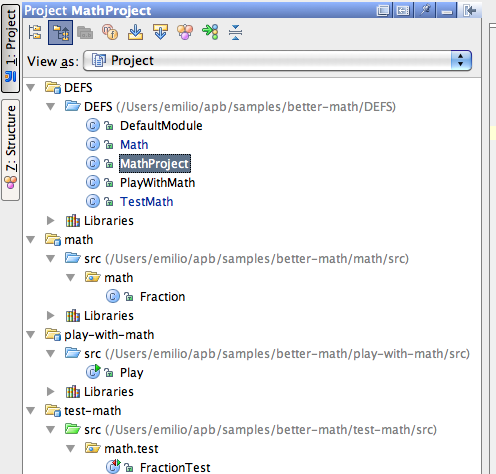 Project MathProject
1: Project
Z: Structure
View as: Project
DEFS
DEFS (/Users/emilio/apb/samples/better-math/DEFS)
DefaultModule
Math
MathProject
PlayWithMath
TestMath
Libraries
math
src (/Users/emilio/apb/samples/better-math/math/src)
math
Fraction
Libraries
play-with-math
src (/Users/emilio/apb/samples/better-math/play-with-math/src)
Play
Libraries
test-math
src (/Users/emilio/apb/samples/better-math/test-math/src)
math.test
FractionTest